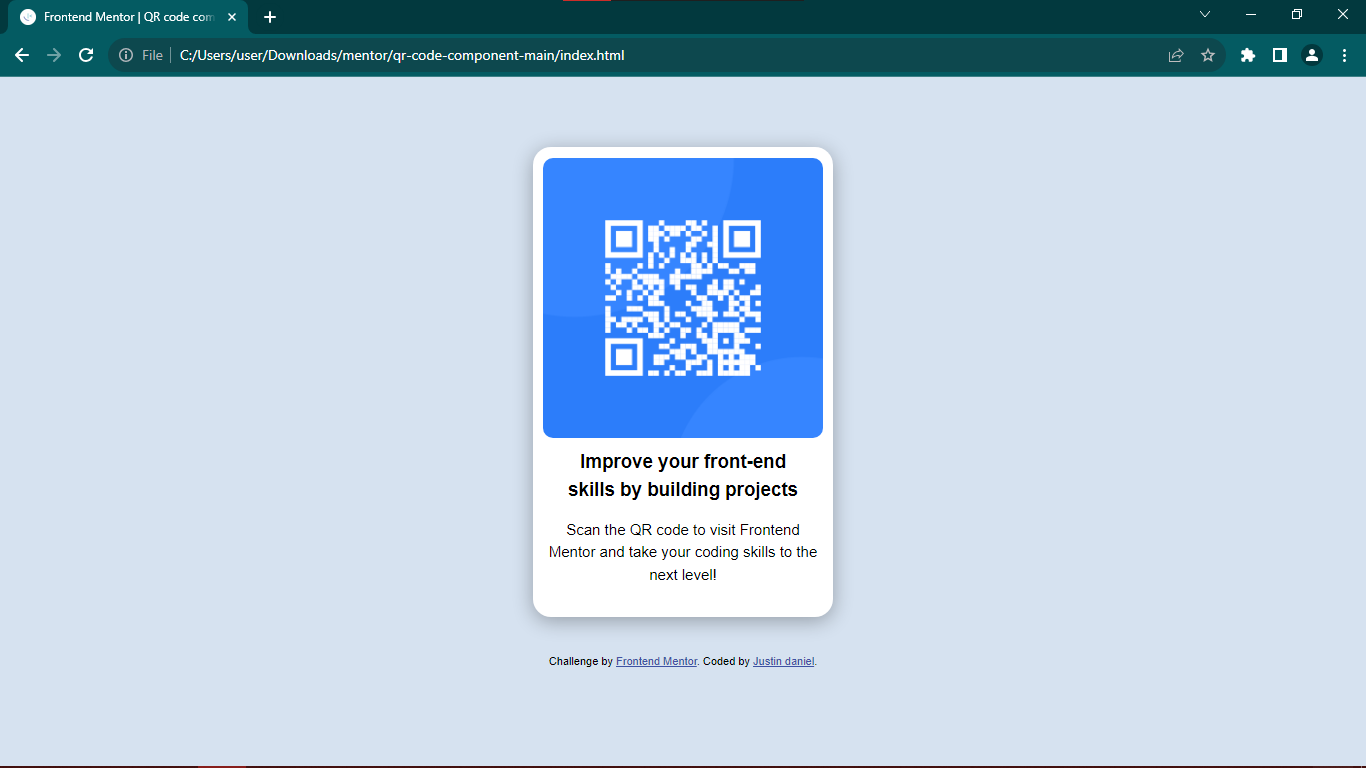 Frontend Mentor | QR code com
File
C:/Users/user/Downloads/mentor/qr-code-component-main/index.html
Improve your front-end
skills by building projects
Scan the QR code to visit Frontend
Mentor and take your coding skills to the
next level!
Challenge by Frontend Mentor. Coded by Justin daniel.